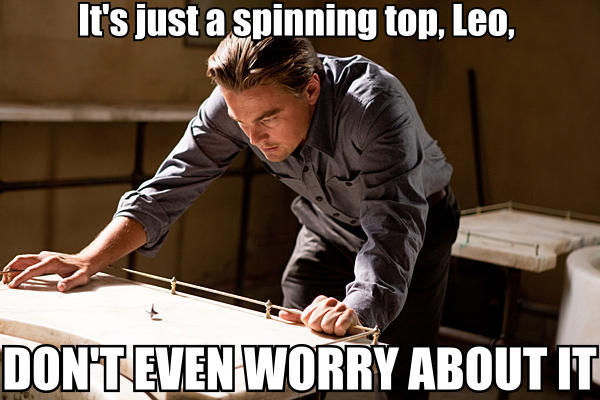 It's just a spinning top, Leo,
DON'T EVEN WORRY ABOUT IT